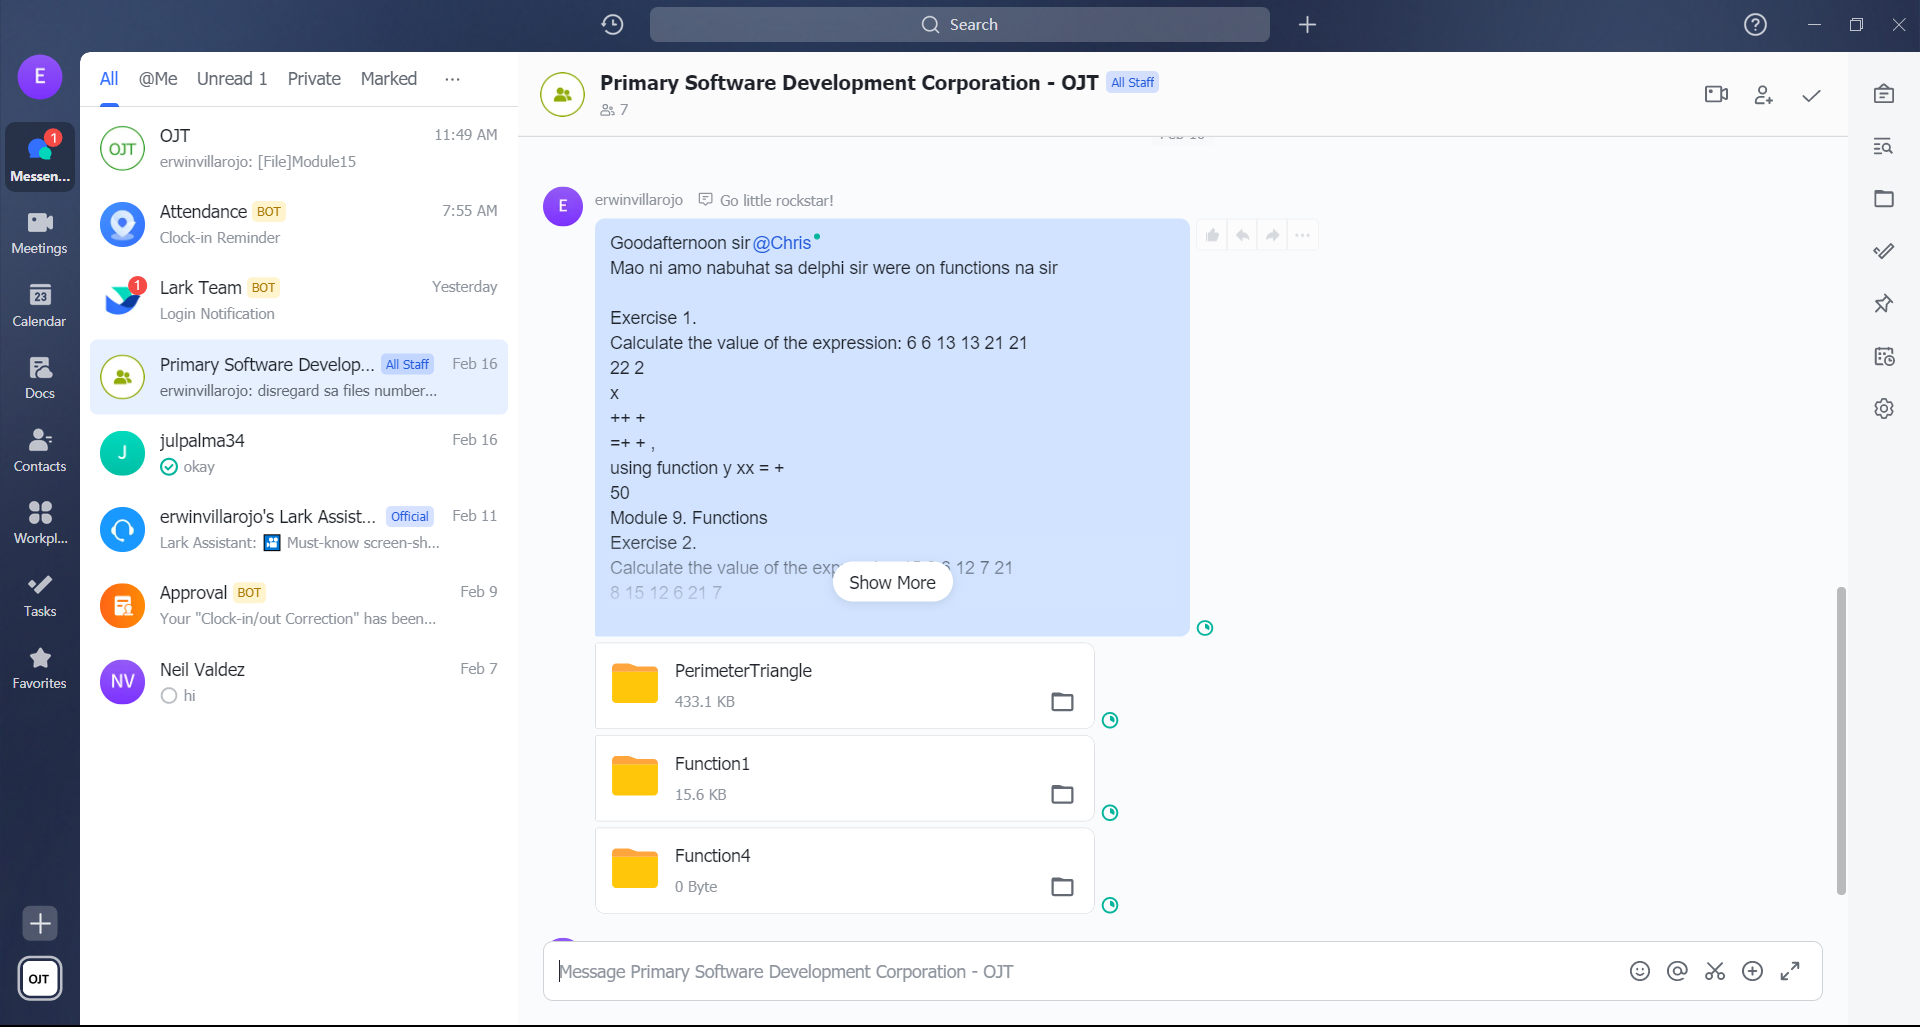 Search
E
All @Me Unread 1 Private Marked ...
Primary Software Development Corporation - OJT All Staff
7
1
Messen...
Meetings
23
Calendar
Docs
Contacts
Workpl...
Tasks
Favorites
OJT
OJT
OJT 11:49 AM
erwinvillarojo: [File]Module15
Attendance BOT 7:55 AM
Clock-in Reminder
1
Lark Team BOT Yesterday
Login Notification
Primary Software Develop... All Staff Feb 16
erwinvillarojo: disregard sa files number...
J
julpalma34 Feb 16
okay
erwinvillarojo's Lark Assist... Official Feb 11
Lark Assistant: Must-know screen-sh...
Approval BOT Feb 9
Your "Clock-in/out Correction" has been...
NV
Neil Valdez Feb 7
hi
E
erwinvillarojo Go little rockstar!
Goodafternoon sir @Chris
Mao ni amo nabuhat sa delphi sir were on functions na sir
Exercise 1.
Calculate the value of the expression: 6 6 13 13 21 21
22 2
x
++ +
=+ + ,
using function y xx = +
50
Module 9. Functions
Exercise 2.
Calculate the value of the 12 7 21
8 15 12 6 21 7
Show More
PerimeterTriangle
433.1 KB
Function1
15.6 KB
Function4
0 Byte
Message Primary Software Development Corporation - OJT